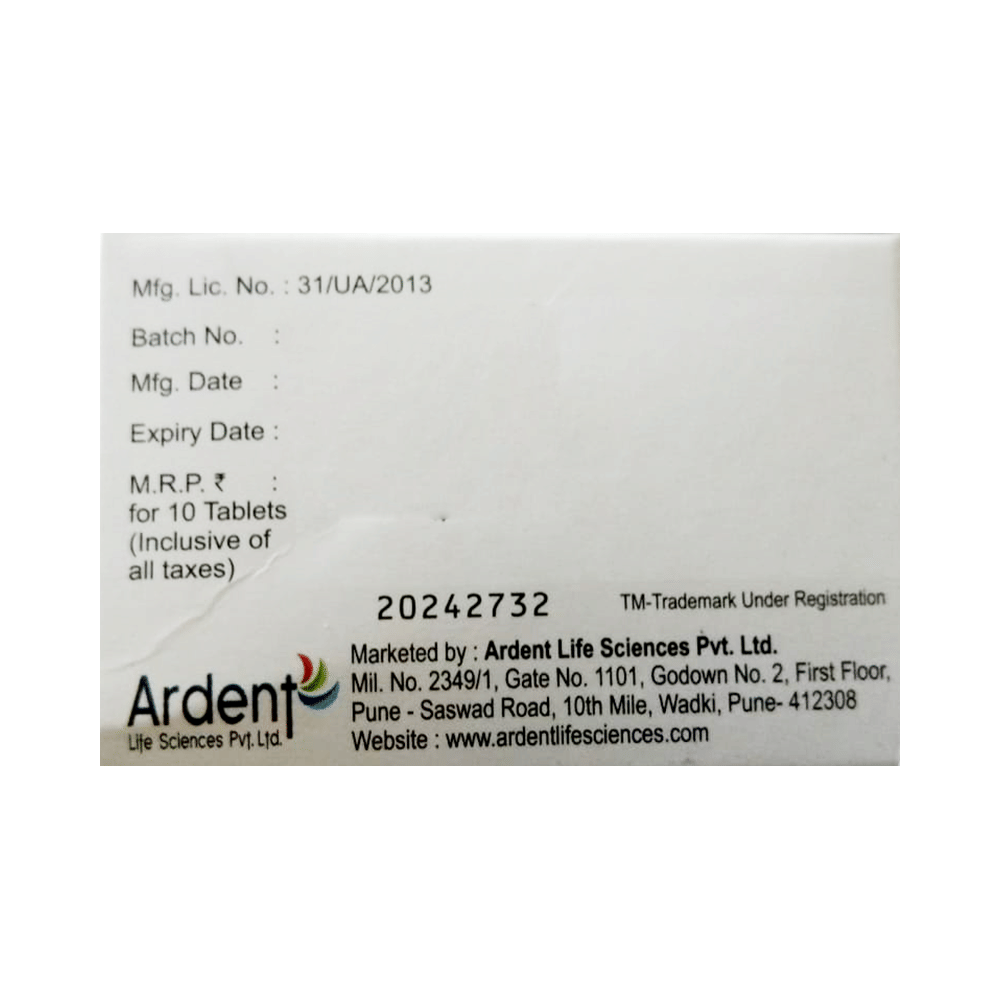 Mfg. Lic. No. : 31/UA/2013
Batch No. :
Mfg. Date :
Expiry Date :
M.R.P. ₹ :
for 10 Tablets
(Inclusive of
all taxes)
20242732
TM-Trademark Under Registration
Ardent
Life Sciences Pvt. Ltd.
Marketed by : Ardent Life Sciences Pvt. Ltd.
Mil. No. 2349/1, Gate No. 1101, Godown No. 2, First Floor,
Pune - Saswad Road, 10th Mile, Wadki, Pune- 412308
Website : www.ardentlifesciences.com